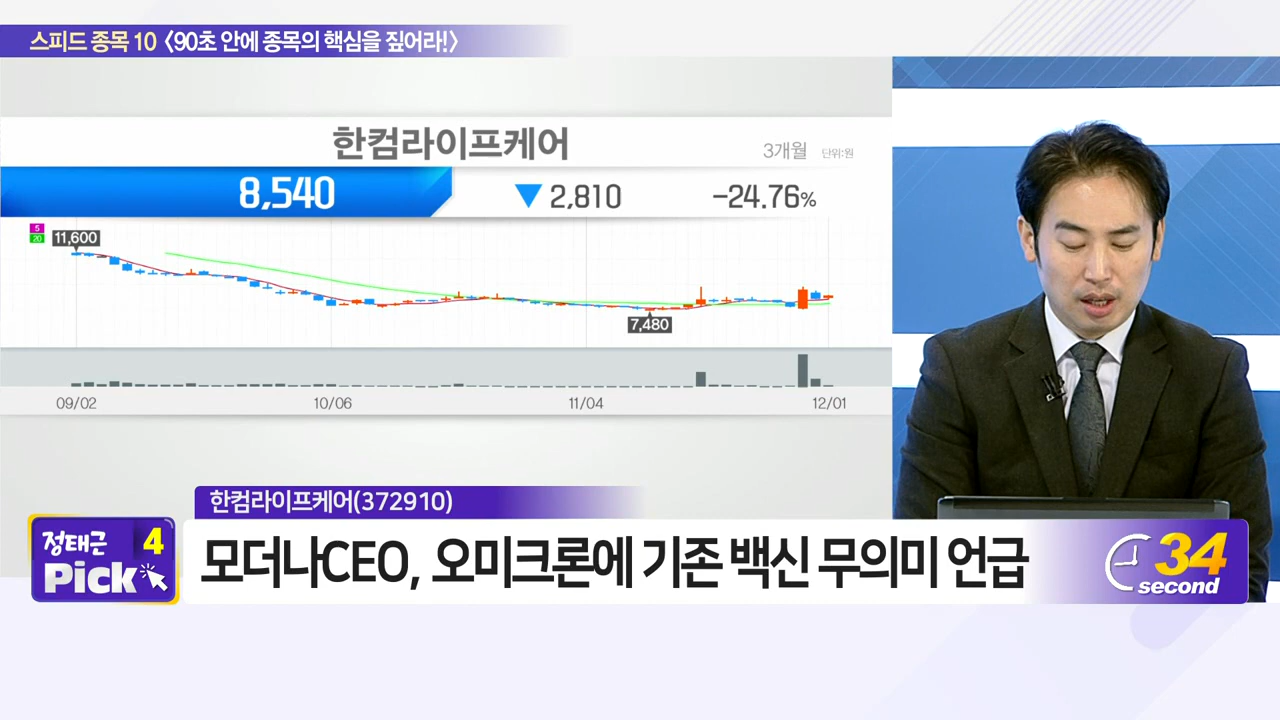 스피드 종목 10 〈90초 안에 종목의 핵심을 짚어라!〉
한컴라이프케어
3개월 단위:원
8,540 ▼ 2,810 -24.76%
5
20
11,600
7,480
09/02 10/06 11/04 12/01
한컴라이프케어(372910)
정태근 4
Pick
모더나CEO, 오미크론에 기존 백신 무의미 언급
34
second